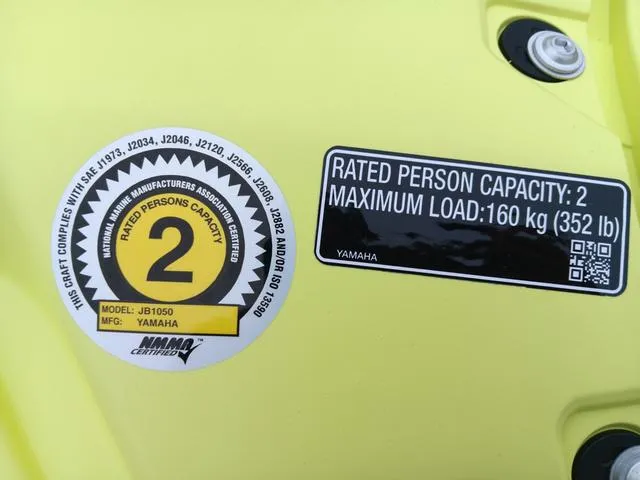 THIS CRAFT COMPLIES WITH SAE J1973, J2034, J2046, J2120, J2566, J2608, J2882 AND/OR ISO 13590
NATIONAL MARINE MANUFACTURERS ASSOCIATION CERTIFIED
RATED PERSONS CAPACITY
2
MODEL: JB1050
MFG: YAMAHA
NMMA™
CERTIFIED
RATED PERSON CAPACITY: 2
MAXIMUM LOAD:160 kg (352 lb)
YAMAHA